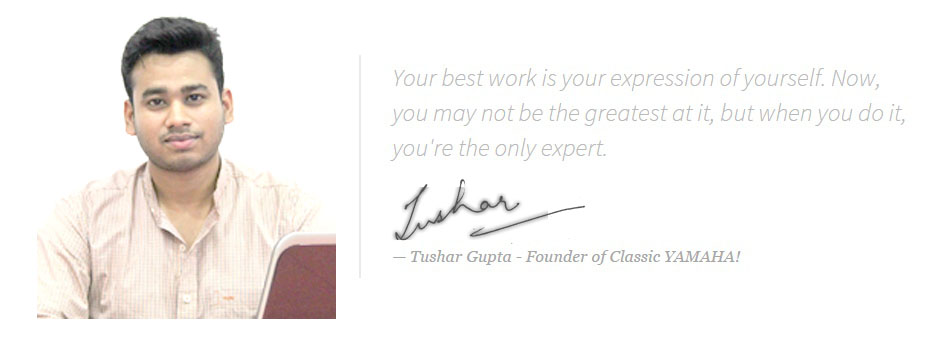 Your best work is your expression of yourself. Now,
you may not be the greatest at it, but when you do it,
you're the only expert.
Tushar
— Tushar Gupta - Founder of Classic YAMAHA!